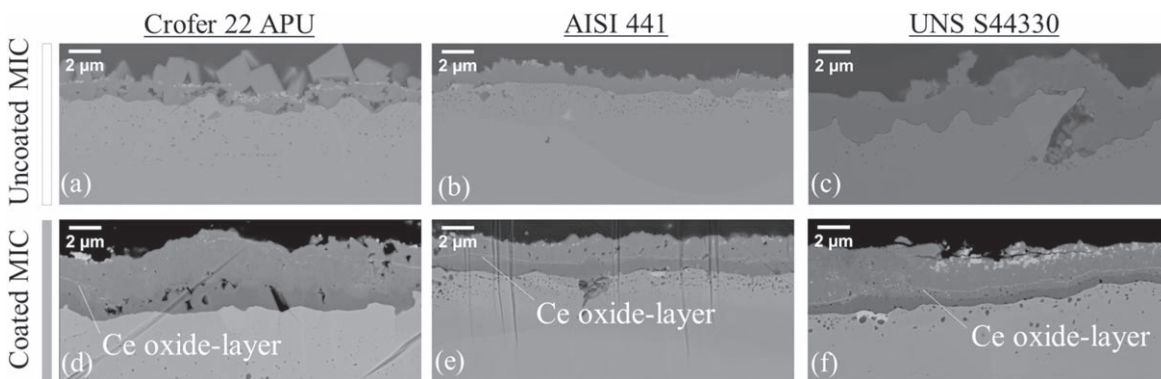 Crofer 22 APU
AISI 441
UNS S44330
Uncoated MIC
2 µm
2 µm
2 µm
(a)
(b)
(c)
Coated MIC
2 µm
2 µm
2 µm
Ce oxide-layer
Ce oxide-layer
Ce oxide-layer
(d)
(e)
(f)